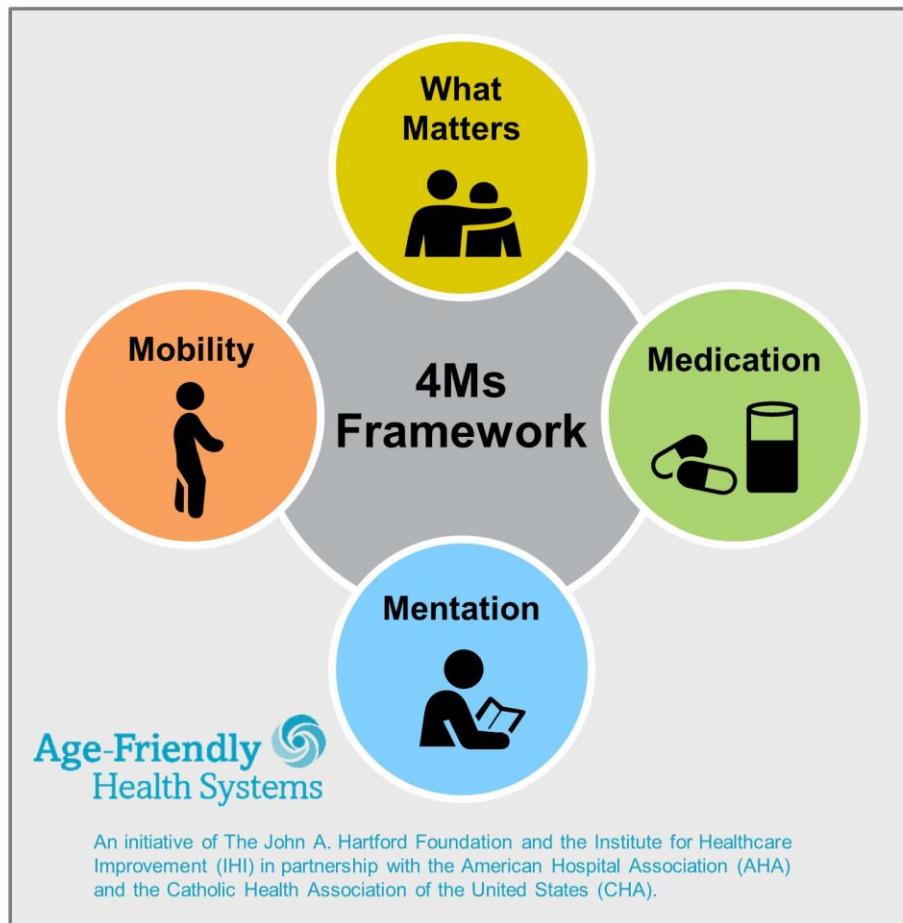 What
Matters
Mobility
4Ms
Framework
Medication
Mentation
Age-Friendly
Health Systems
An initiative of The John A. Hartford Foundation and the Institute for Healthcare
Improvement (IHI) in partnership with the American Hospital Association (AHA)
and the Catholic Health Association of the United States (CHA).